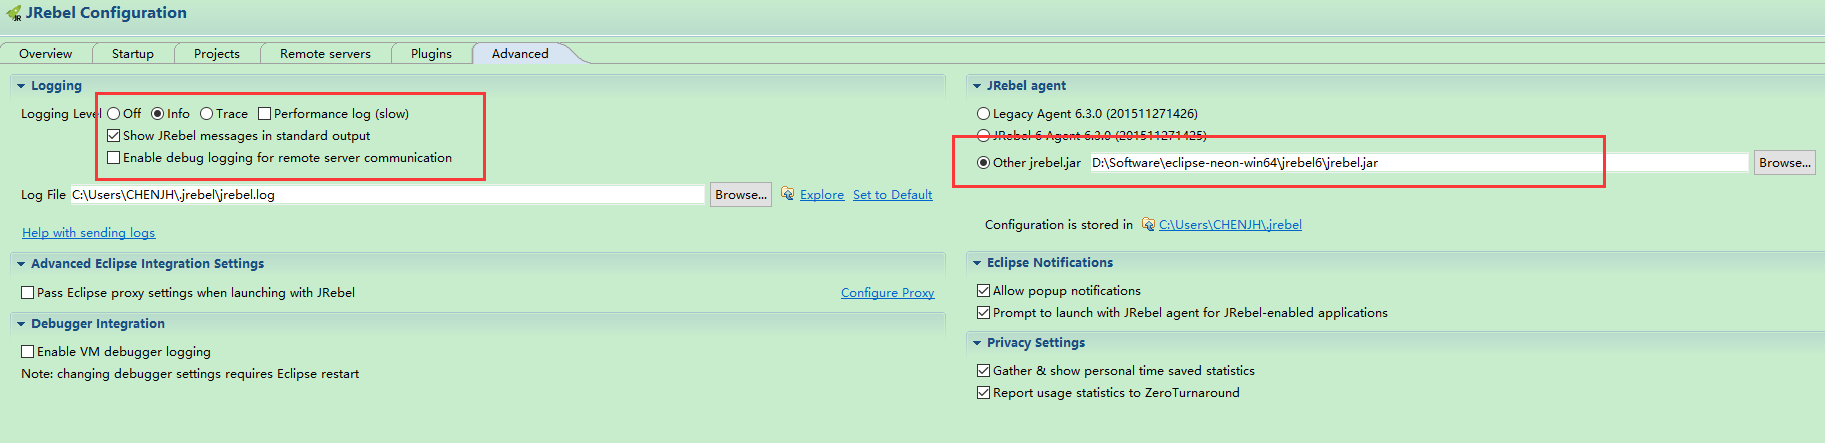 JRebel Configuration
Overview Startup Projects Remote servers Plugins Advanced
Logging
Logging Level Off Info Trace Performance log (slow)
Show JRebel messages in standard output
Enable debug logging for remote server communication
Log File C:\Users\CHENJH\.jrebel\jrebel.log Browse... Explore Set to Default
Help with sending logs
Advanced Eclipse Integration Settings
Pass Eclipse proxy settings when launching with JRebel Configure Proxy
Debugger Integration
Enable VM debugger logging
Note: changing debugger settings requires Eclipse restart
JRebel agent
Legacy Agent 6.3.0 (201511271426)
JRebel 6 Agent 6.3.0 (201511271425)
Other jrebel.jar D:\Software\eclipse-neon-win64\jrebel6\jrebel.jar Browse...
Configuration is stored in C:\Users\CHENJH\.jrebel
Eclipse Notifications
Allow popup notifications
Prompt to launch with JRebel agent for JRebel-enabled applications
Privacy Settings
Gather & show personal time saved statistics
Report usage statistics to ZeroTurnaround